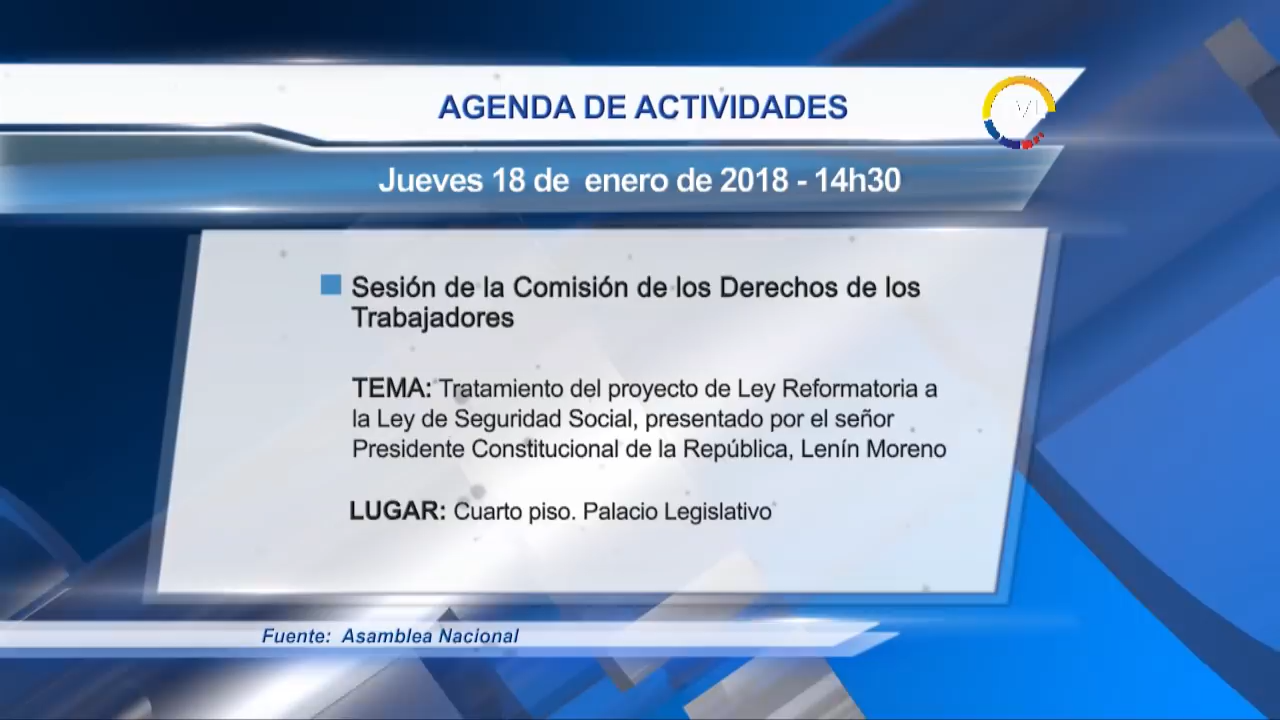 AGENDA DE ACTIVIDADES
Jueves 18 de enero de 2018 - 14h30
Sesión de la Comisión de los Derechos de los
Trabajadores
TEMA: Tratamiento del proyecto de Ley Reformatoria a
la Ley de Seguridad Social, presentado por el señor
Presidente Constitucional de la República, Lenín Moreno
LUGAR: Cuarto piso. Palacio Legislativo
Fuente: Asamblea Nacional